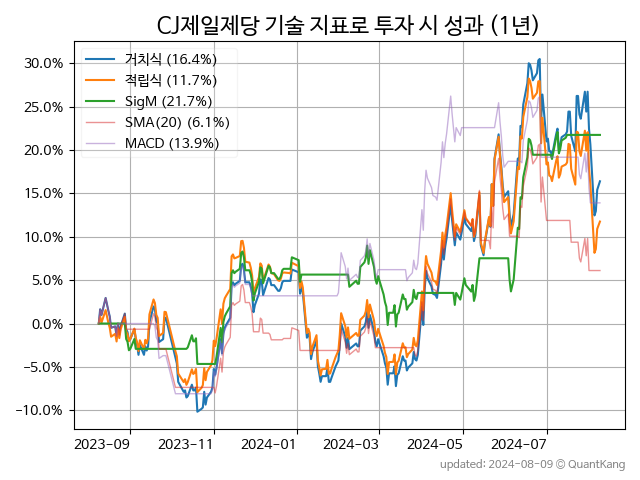 CJ제일제당 기술 지표로 투자 시 성과 (1년)
거치식 (16.4%)
적립식 (11.7%)
SigM (21.7%)
SMA(20) (6.1%)
MACD (13.9%)
30.0%
25.0%
20.0%
15.0%
10.0%
5.0%
0.0%
−5.0%
−10.0%
2023-09 2023-11 2024-01 2024-03 2024-05 2024-07
updated: 2024-08-09 © QuantKang